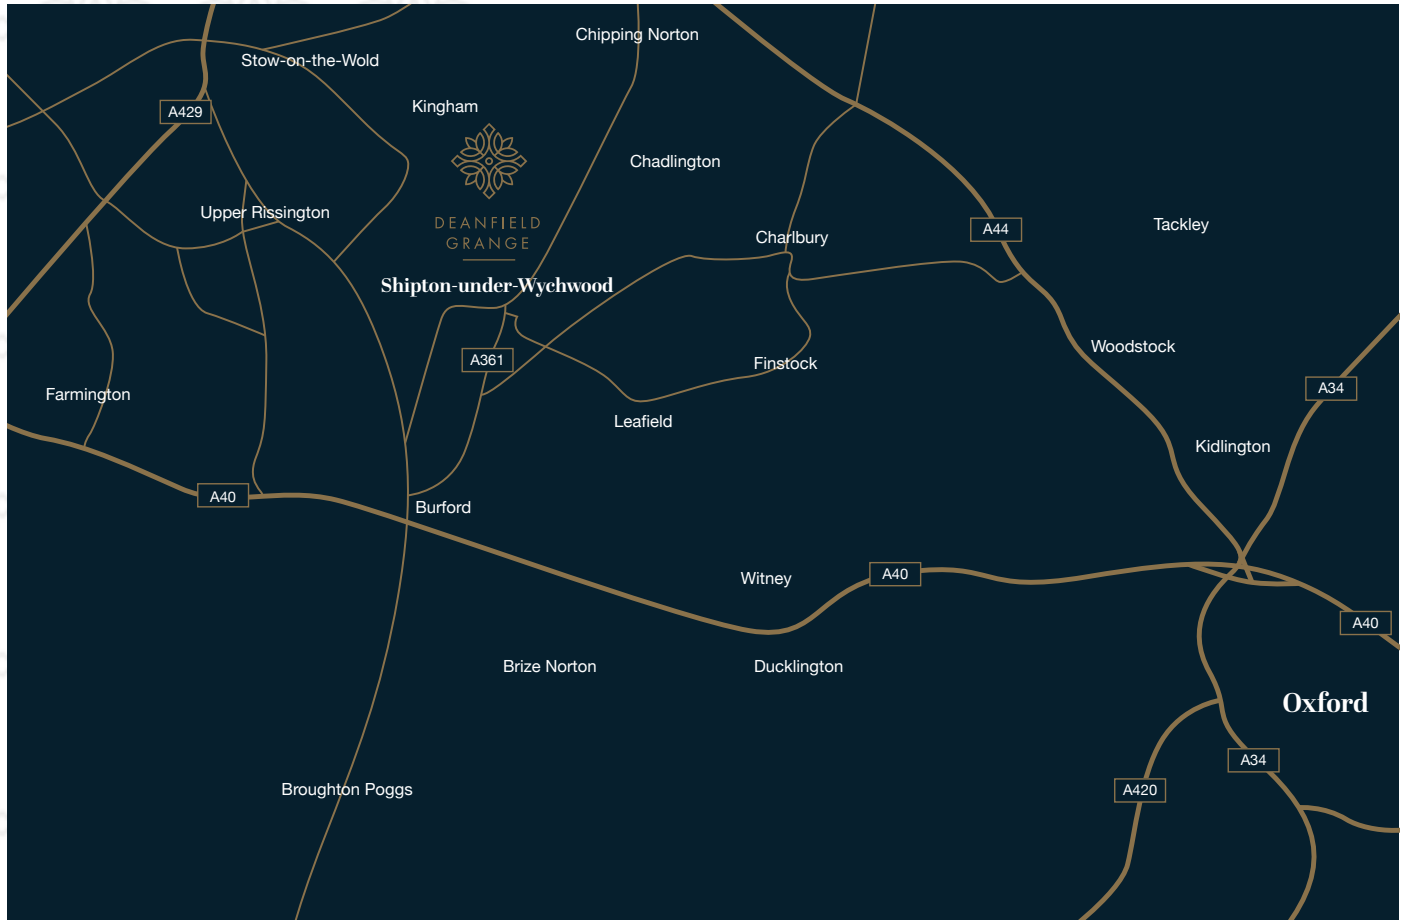 Chipping Norton
Stow-on-the-Wold
Kingham
A429
Chadlington
Upper Rissington
DEANFIELD
GRANGE
Charlbury
A44
Tackley
Shipton-under-Wychwood
Woodstock
A361
Finstock
A34
Farmington
Leafield
Kidlington
A40
Burford
Witney
A40
A40
Brize Norton
Ducklington
Oxford
A34
Broughton Poggs
A420